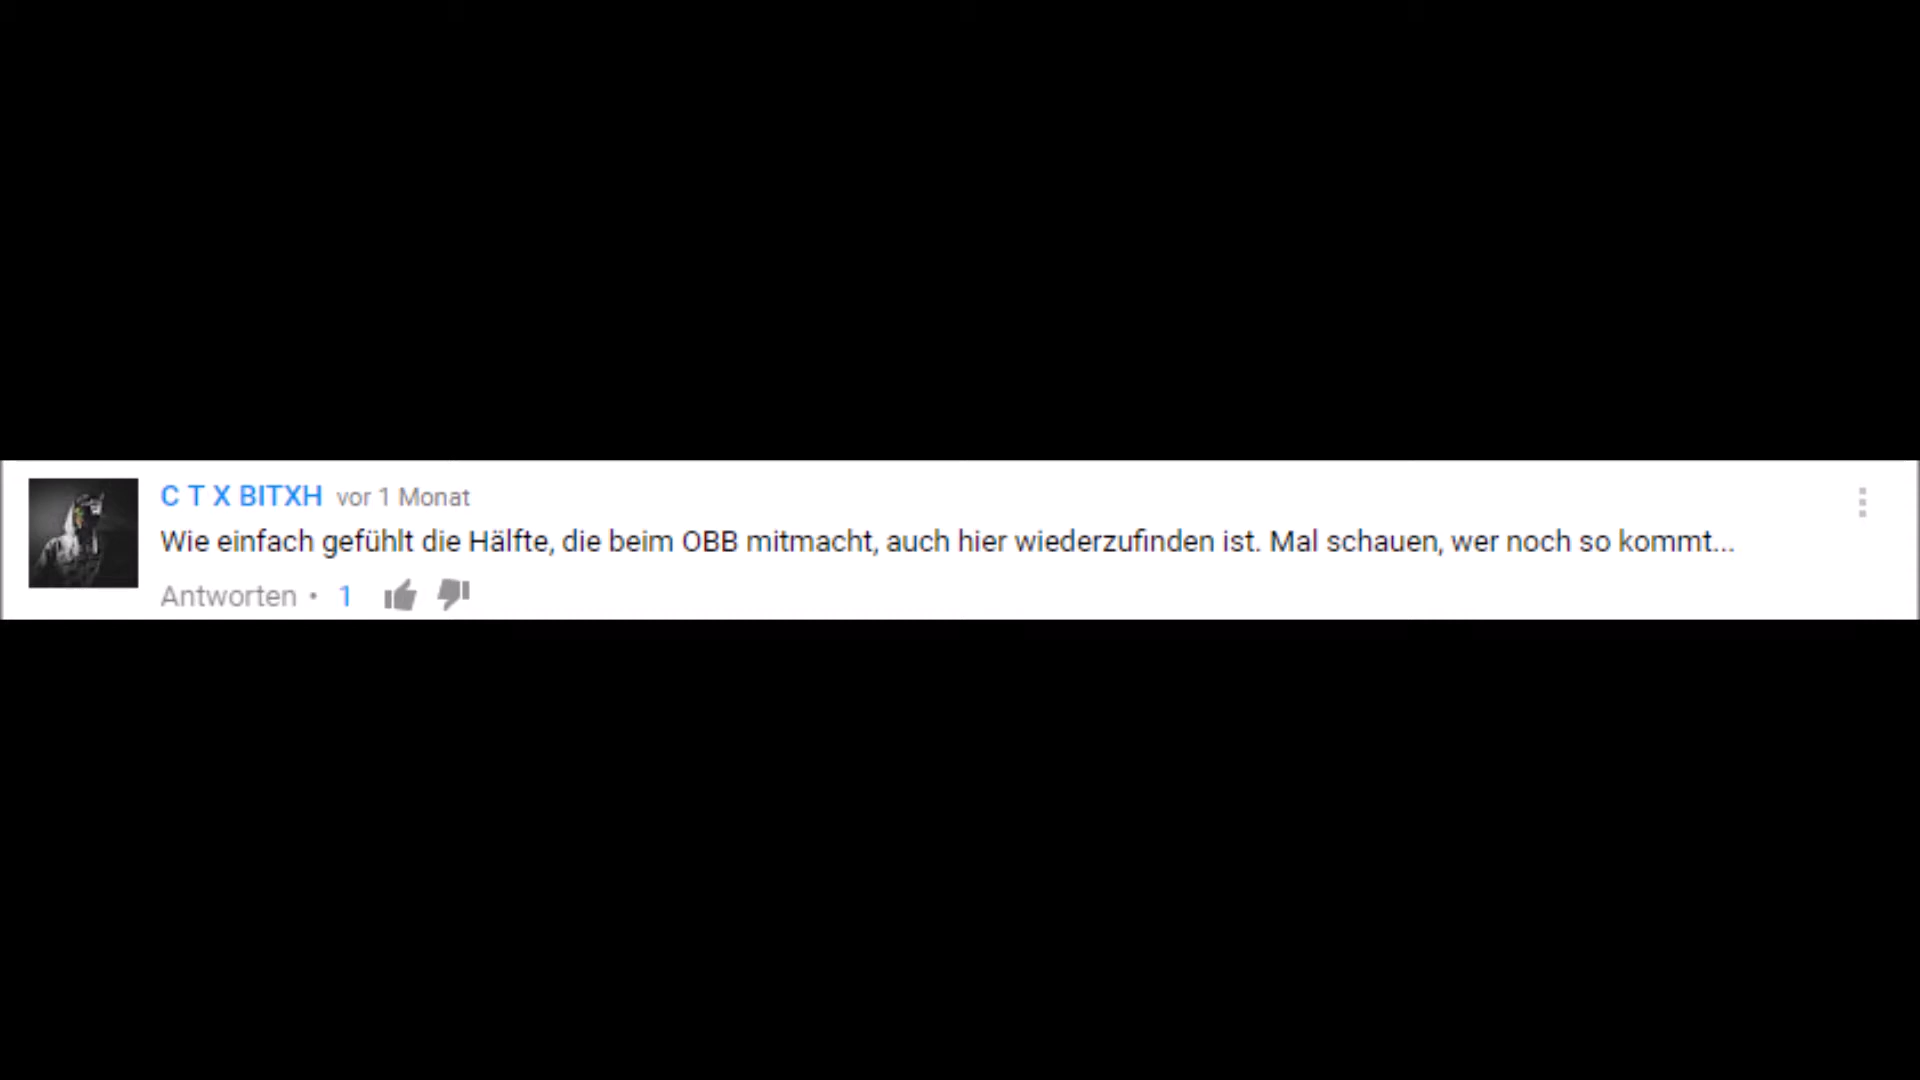 C T X BITXH vor 1 Monat
Wie einfach gefühlt die Hälfte, die beim OBB mitmacht, auch hier wiederzufinden ist. Mal schauen, wer noch so kommt...
Antworten • 1